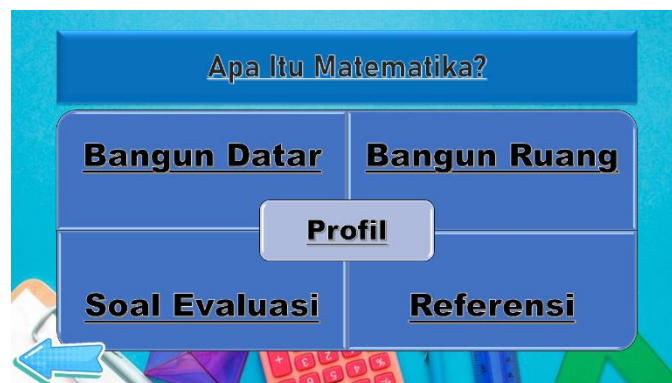 Apa Itu Matematika?
Bangun Datar
Bangun Ruang
Profil
Soal Evaluasi
Referensi